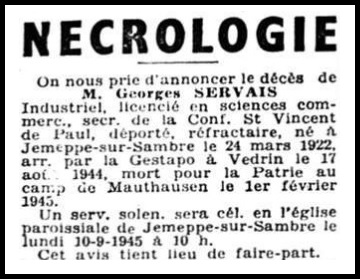 NECROLOGIE
On nous prie d'annoncer le décès de
M. Georges SERVAIS
Industriel, licencié en sciences com-
merc., secr. de la Conf. St Vincent
de Paul, déporté, réfractaire, né à
Jemeppe-sur-Sambre le 24 mars 1922,
arr. par la Gestapo à Vedrin le 17
aoû. 1944, mort pour la Patrie au
camp de Mauthausen le 1er février
1945.
Un serv. solen. sera cél. en l'église
paroissiale de Jemeppe-sur-Sambre le
lundi 10-9-1945 à 10 h.
Cet avis tient lieu de faire-part.